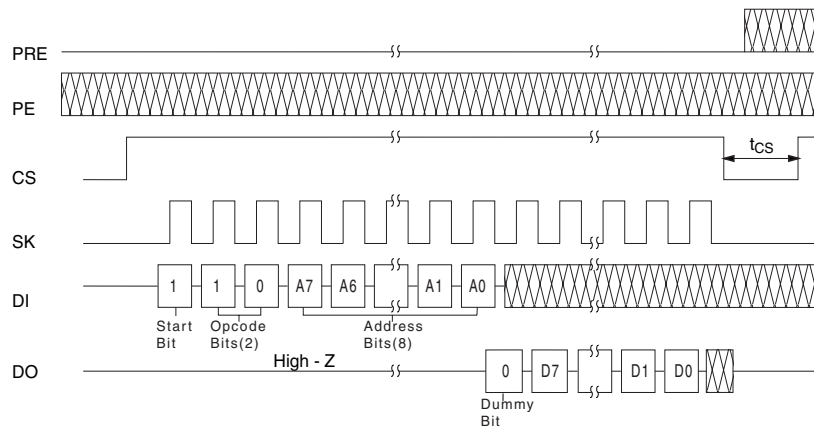 PRE
PE
CS
tCS
SK
DI
1 1 0 A7 A6 A1 A0
Start Bit
Opcode Bits(2)
Address Bits(8)
DO
High - Z
0 D7 D1 D0
Dummy Bit